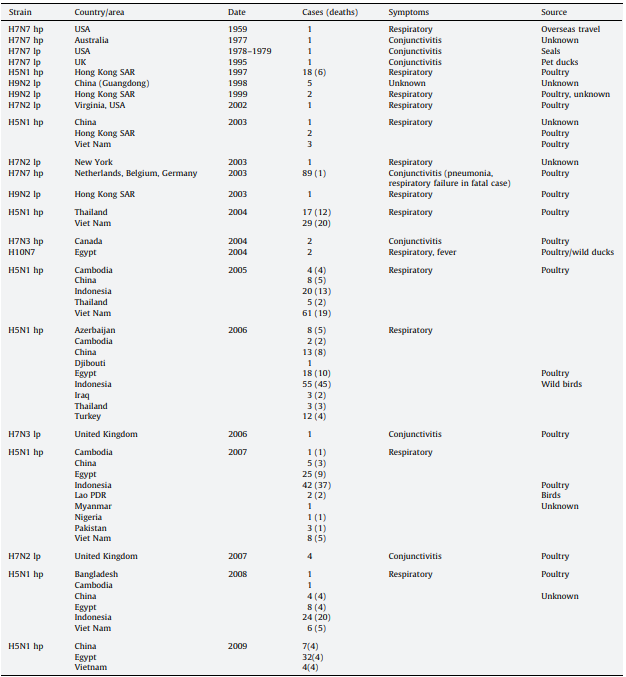 Strain Country/area Date Cases (deaths) Symptoms Source
H7N7 hp USA 1959 1 Respiratory Overseas travel
H7N7 hp Australia 1977 1 Conjunctivitis Unknown
H7N7 lp USA 1978–1979 1 Conjunctivitis Seals
H7N7 lp UK 1995 1 Conjunctivitis Pet ducks
H5N1 hp Hong Kong SAR 1997 18 (6) Respiratory Poultry
H9N2 lp China (Guangdong) 1998 5 Unknown Unknown
H9N2 lp Hong Kong SAR 1999 2 Respiratory Poultry, unknown
H7N2 lp Virginia, USA 2002 1 Respiratory Poultry
H5N1 hp China 2003 1 Respiratory Unknown
Hong Kong SAR 2 Poultry
Viet Nam 3 Poultry
H7N2 lp New York 2003 1 Respiratory Unknown
H7N7 hp Netherlands, Belgium, Germany 2003 89 (1) Conjunctivitis (pneumonia, Poultry
respiratory failure in fatal case)
H9N2 lp Hong Kong SAR 2003 1 Respiratory Poultry
H5N1 hp Thailand 2004 17 (12) Respiratory Poultry
Viet Nam 29 (20)
H7N3 hp Canada 2004 2 Conjunctivitis Poultry
H10N7 Egypt 2004 2 Respiratory, fever Poultry/wild ducks
H5N1 hp Cambodia 2005 4 (4) Respiratory Poultry
China 8 (5)
Indonesia 20 (13)
Thailand 5 (2)
Viet Nam 61 (19)
H5N1 hp Azerbaijan 2006 8 (5) Respiratory
Cambodia 2 (2)
China 13 (8)
Djibouti 1
Egypt 18 (10) Poultry
Indonesia 55 (45) Wild birds
Iraq 3 (2)
Thailand 3 (3)
Turkey 12 (4)
H7N3 lp United Kingdom 2006 1 Conjunctivitis Poultry
H5N1 hp Cambodia 2007 1 (1) Respiratory
China 5 (3)
Egypt 25 (9)
Indonesia 42 (37) Poultry
Lao PDR 2 (2) Birds
Myanmar 1 Unknown
Nigeria 1 (1)
Pakistan 3 (1)
Viet Nam 8 (5)
H7N2 lp United Kingdom 2007 4 Conjunctivitis Poultry
H5N1 hp Bangladesh 2008 1 Respiratory Poultry
Cambodia 1
China 4 (4) Unknown
Egypt 8 (4)
Indonesia 24 (20)
Viet Nam 6 (5)
H5N1 hp China 2009 7(4)
Egypt 32(4)
Vietnam 4(4)